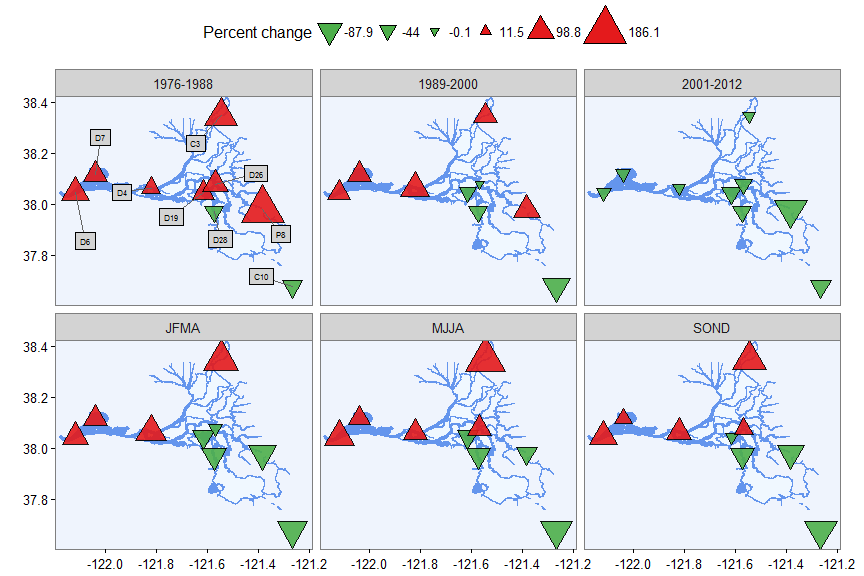 Percent change -87.9 -44 -0.1 11.5 98.8 186.1
1976-1988 1989-2000 2001-2012
38.4
38.2
38.0
37.8
D7
C3
D4
D26
D19
D6
D28
P8
C10
JFMA MJJA SOND
38.4
38.2
38.0
37.8
-122.0 -121.8 -121.6 -121.4 -121.2 -122.0 -121.8 -121.6 -121.4 -121.2 -122.0 -121.8 -121.6 -121.4 -121.2